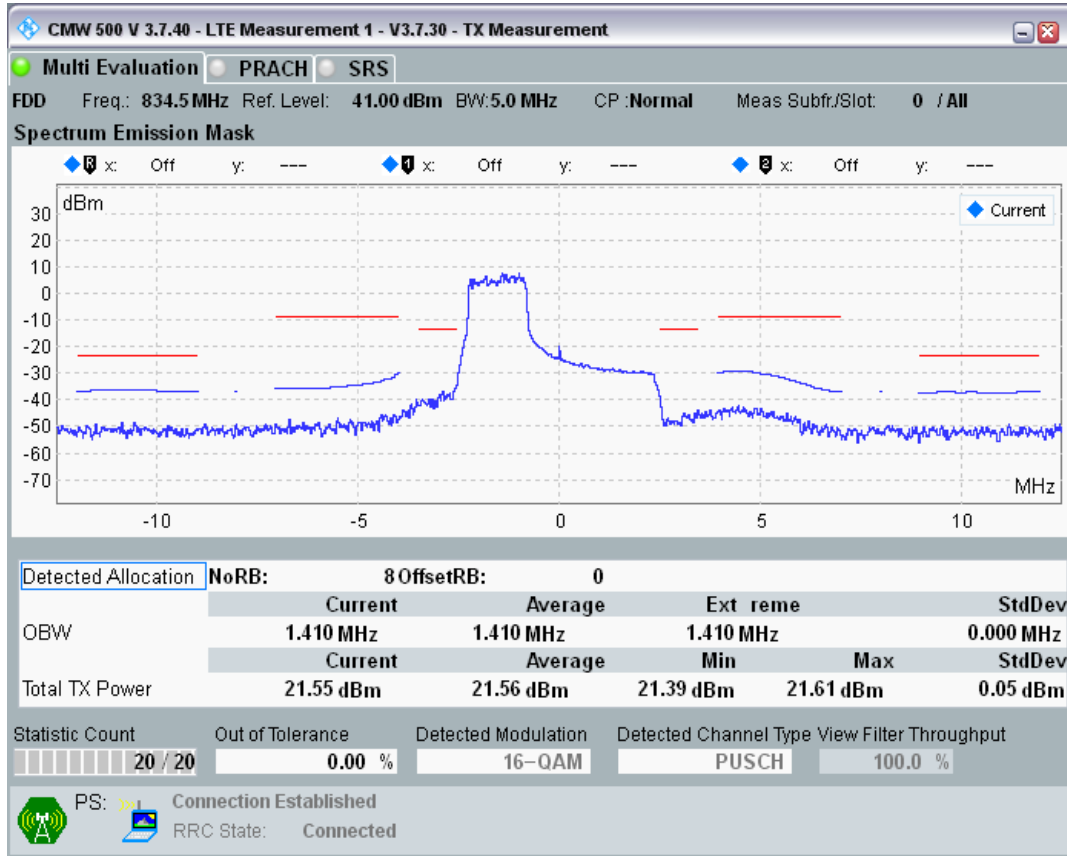 CMW 500 V 3.7.40 - LTE Measurement 1 - V3.7.30 - TX Measurement
Multi Evaluation PRACH SRS
FDD Freq.: 834.5 MHz Ref. Level: 41.00 dBm BW: 5.0 MHz CP : Normal Meas Subfr./Slot: 0 / All
Spectrum Emission Mask
R x: Off y: --- 1 x: Off y: --- 2 x: Off y: ---
dBm
Current
30
20
10
0
-10
-20
-30
-40
-50
-60
-70
MHz
-10 -5 0 5 10
Detected Allocation NoRB: 8 OffsetRB: 0
Current Average Ext reme StdDev
OBW 1.410 MHz 1.410 MHz 1.410 MHz 0.000 MHz
Current Average Min Max StdDev
Total TX Power 21.55 dBm 21.56 dBm 21.39 dBm 21.61 dBm 0.05 dBm
Statistic Count Out of Tolerance Detected Modulation Detected Channel Type View Filter Throughput
20 / 20 0.00 % 16-QAM PUSCH 100.0 %
PS: Connection Established
RRC State: Connected